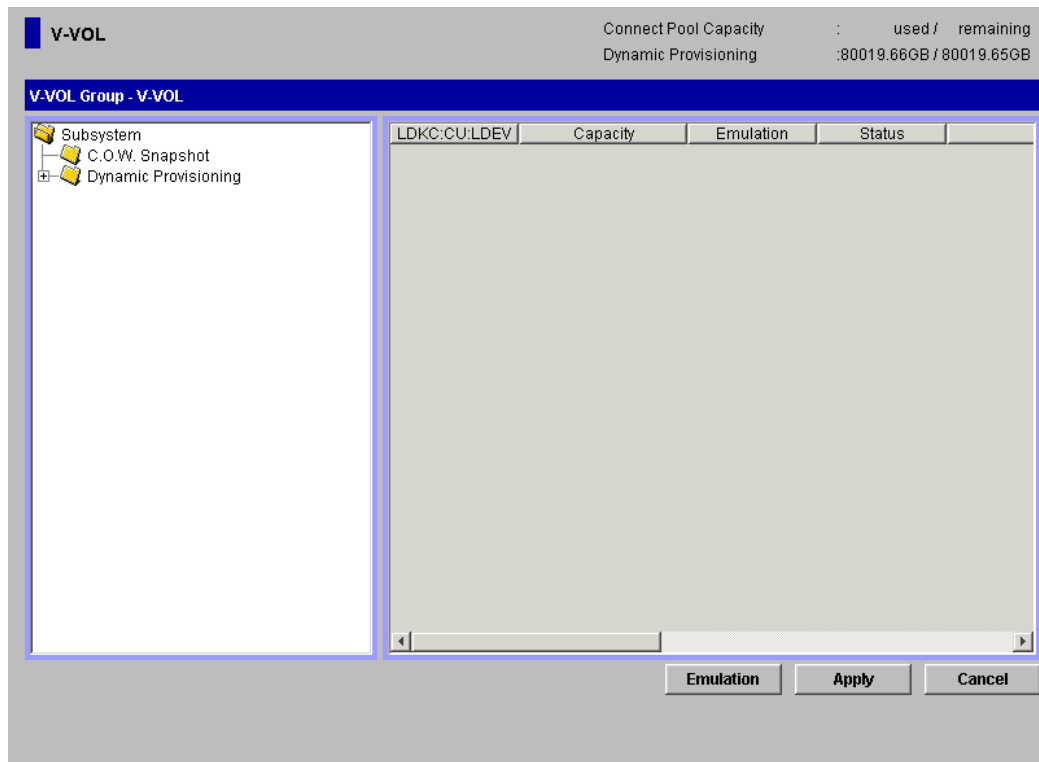 V-VOL
Connect Pool Capacity : used / remaining
Dynamic Provisioning :80019.66GB / 80019.65GB
V-VOL Group - V-VOL
Subsystem
C.O.W. Snapshot
Dynamic Provisioning
LDKC:CU:LDEV Capacity Emulation Status
Emulation Apply Cancel